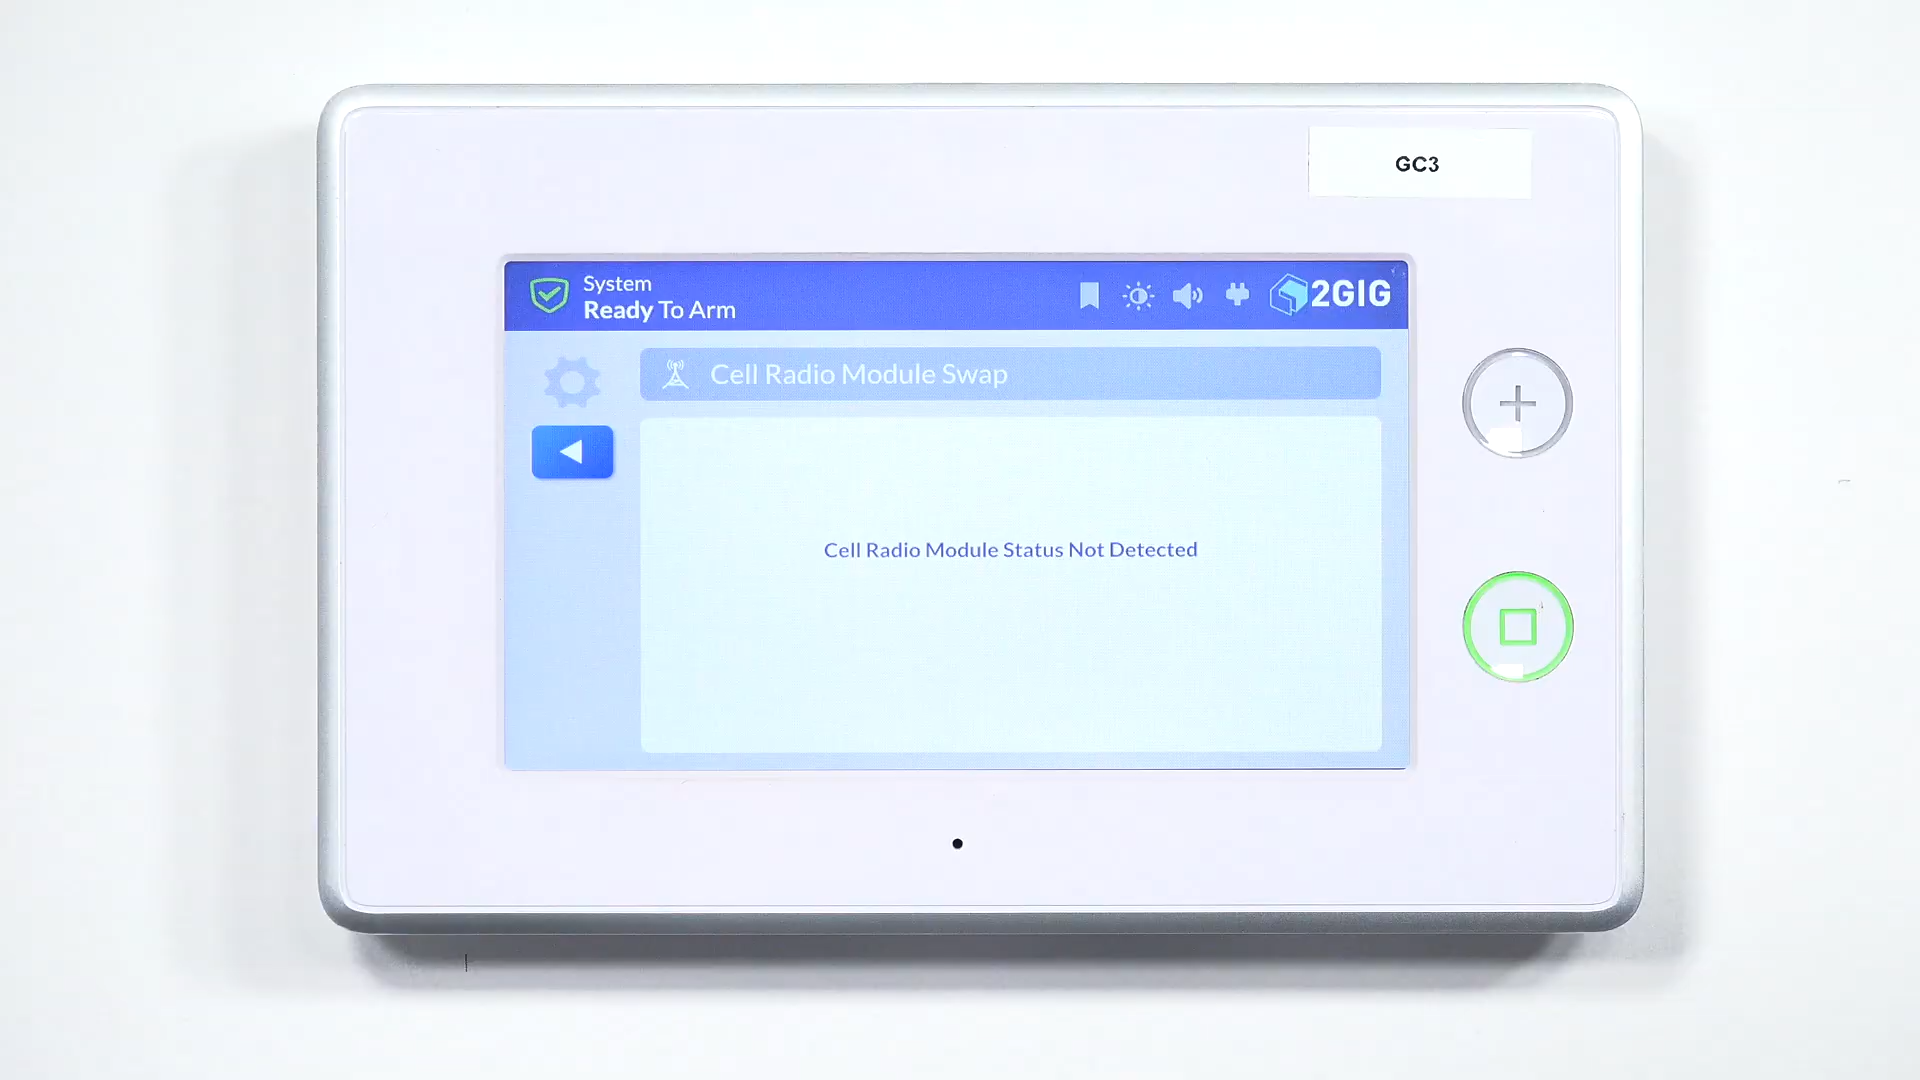 GC3
System
Ready To Arm
2GIG
Cell Radio Module Swap
Cell Radio Module Status Not Detected